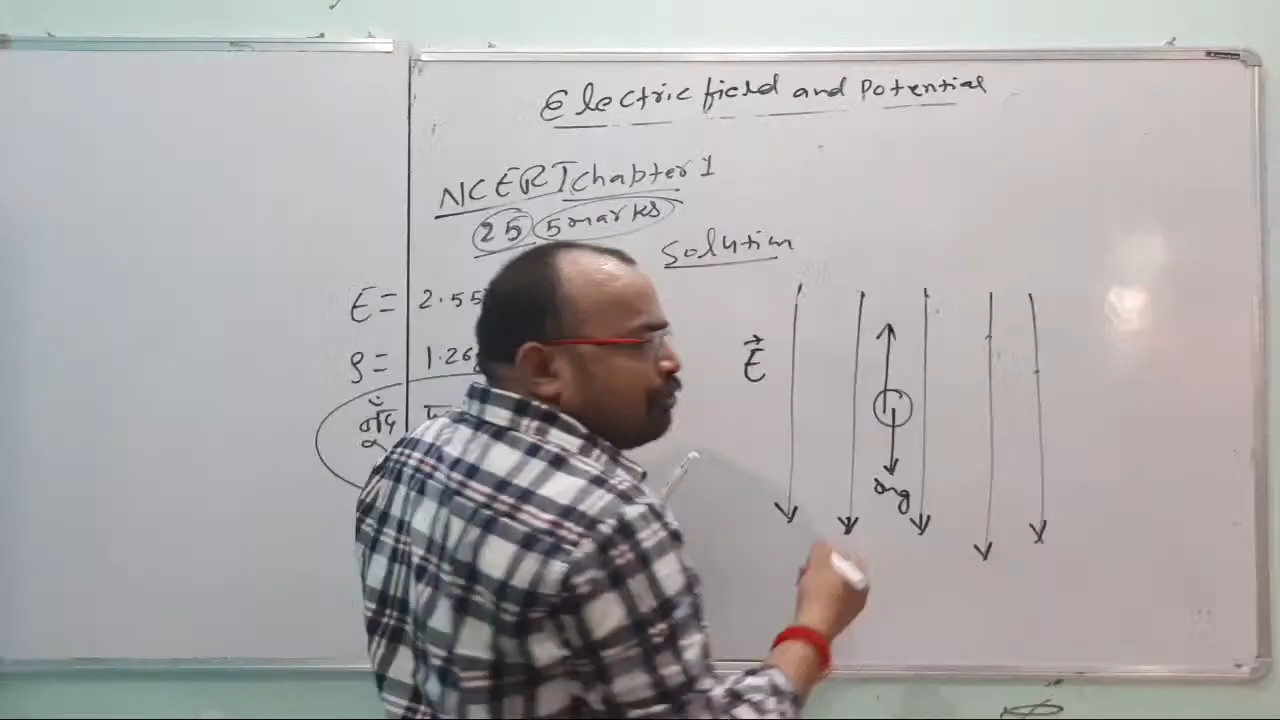 Electric field and Potential
NCERT Chapter 1
25 5 marks
Solution
E = 2.55
ρ = 1.26
E
mg